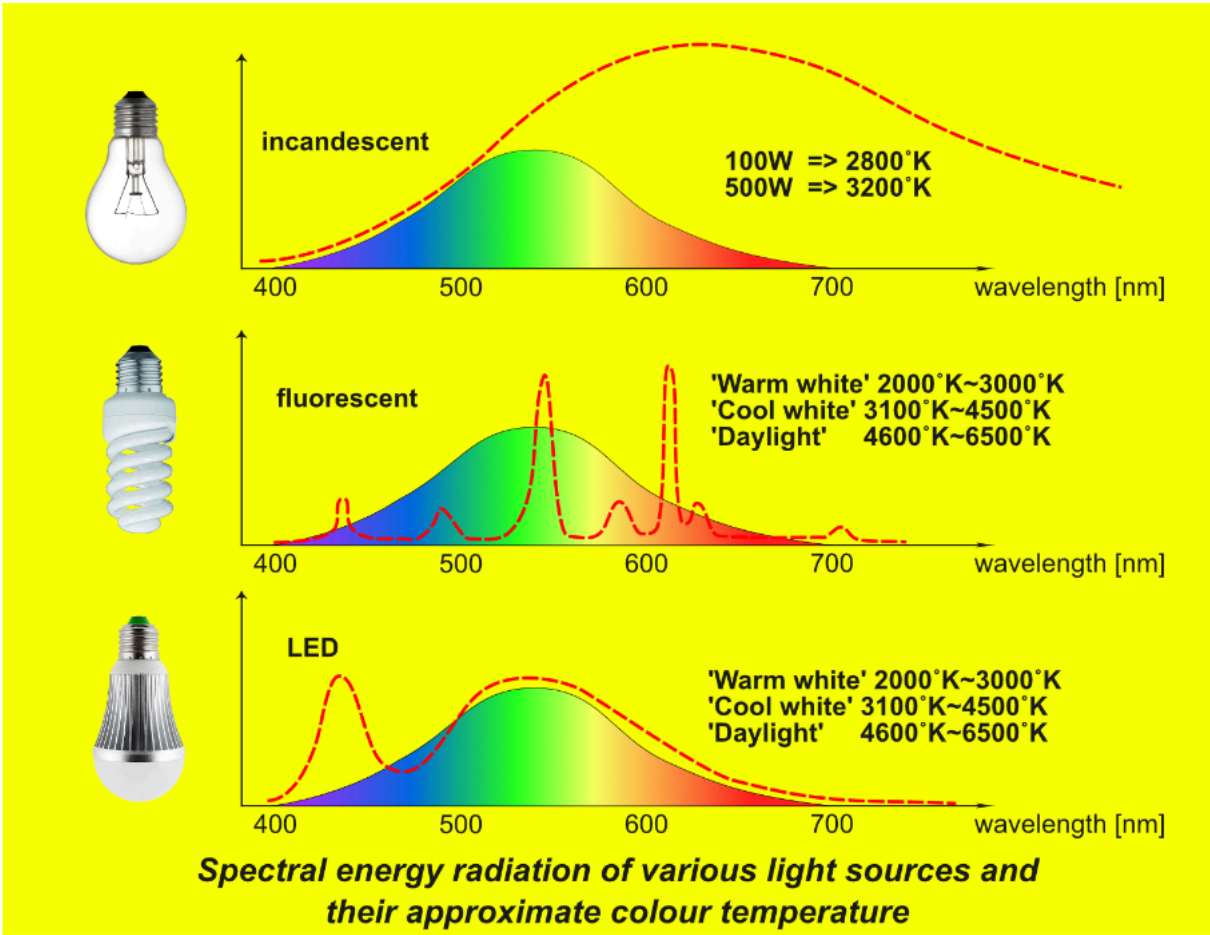 incandescent
100W => 2800°K
500W => 3200°K
400 500 600 700 wavelength [nm]
fluorescent
'Warm white' 2000°K~3000°K
'Cool white' 3100°K~4500°K
'Daylight' 4600°K~6500°K
400 500 600 700 wavelength [nm]
LED
'Warm white' 2000°K~3000°K
'Cool white' 3100°K~4500°K
'Daylight' 4600°K~6500°K
400 500 600 700 wavelength [nm]
Spectral energy radiation of various light sources and
their approximate colour temperature